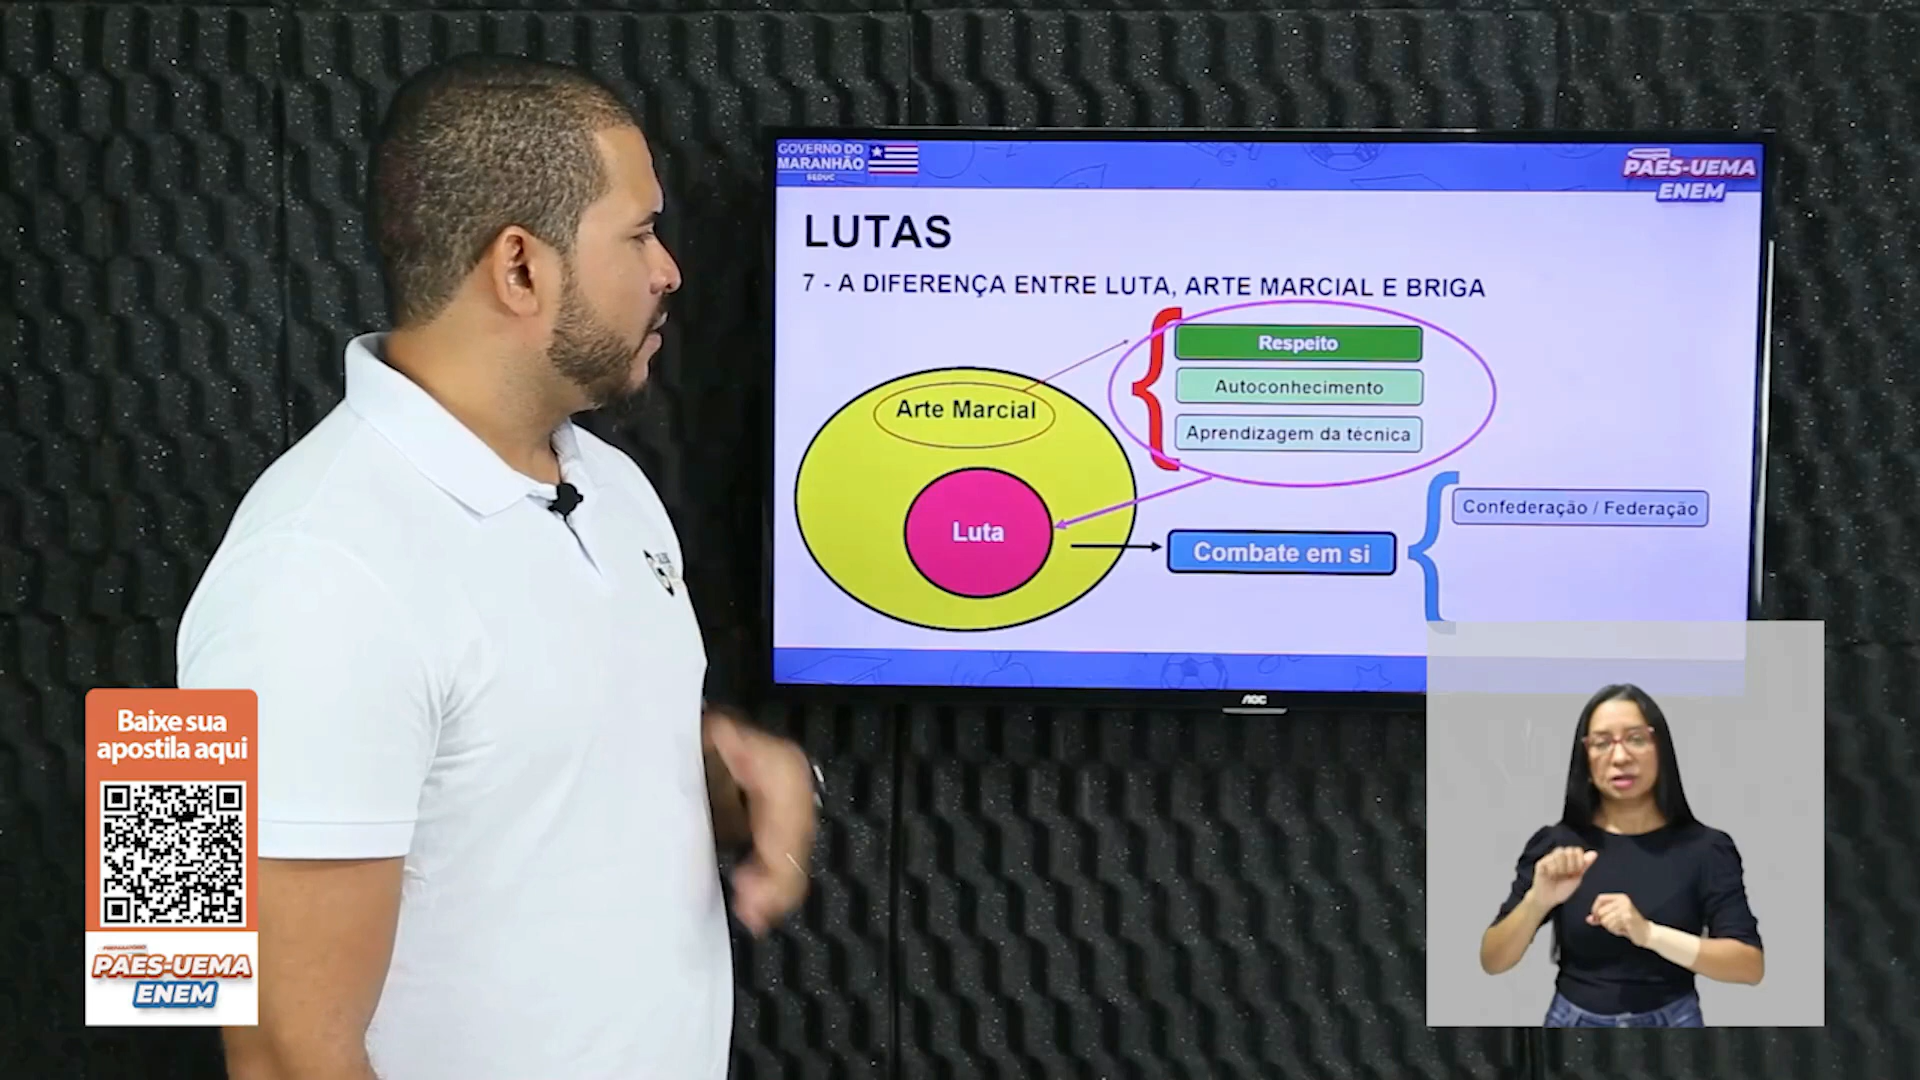 GOVERNO DO
MARANHÃO
SEDUC
PAES-UEMA
ENEM
LUTAS
7 - A DIFERENÇA ENTRE LUTA, ARTE MARCIAL E BRIGA
Respeito
Autoconhecimento
Aprendizagem da técnica
Arte Marcial
Luta
Combate em si
Confederação / Federação
AOC
Baixe sua
apostila aqui
PAES-UEMA
ENEM